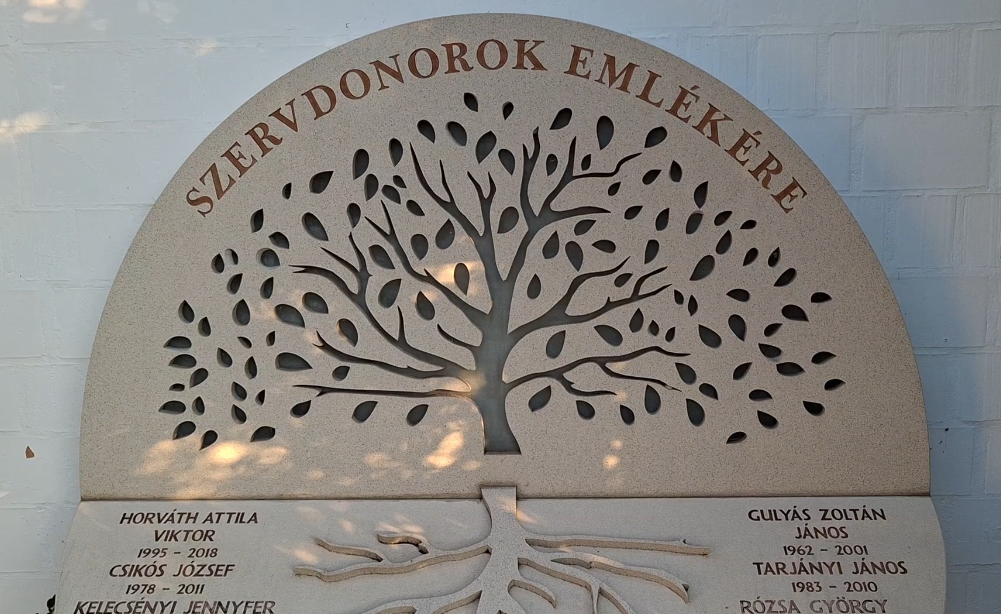 SZERVDONOROK EMLÉKÉRE
HORVÁTH ATTILA
VIKTOR
1995 – 2018
CSIKÓS JÓZSEF
1978 – 2011
KELECSÉNYI JENNYFER
GULYÁS ZOLTÁN
JÁNOS
1962 – 2001
TARJÁNYI JÁNOS
1983 – 2010
RÓZSA GYÖRGY